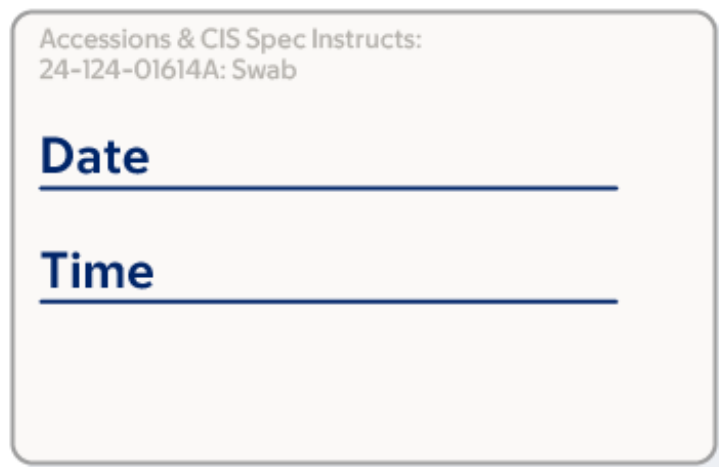 Accessions & CIS Spec Instructs:
24-124-01614A: Swab
Date
Time